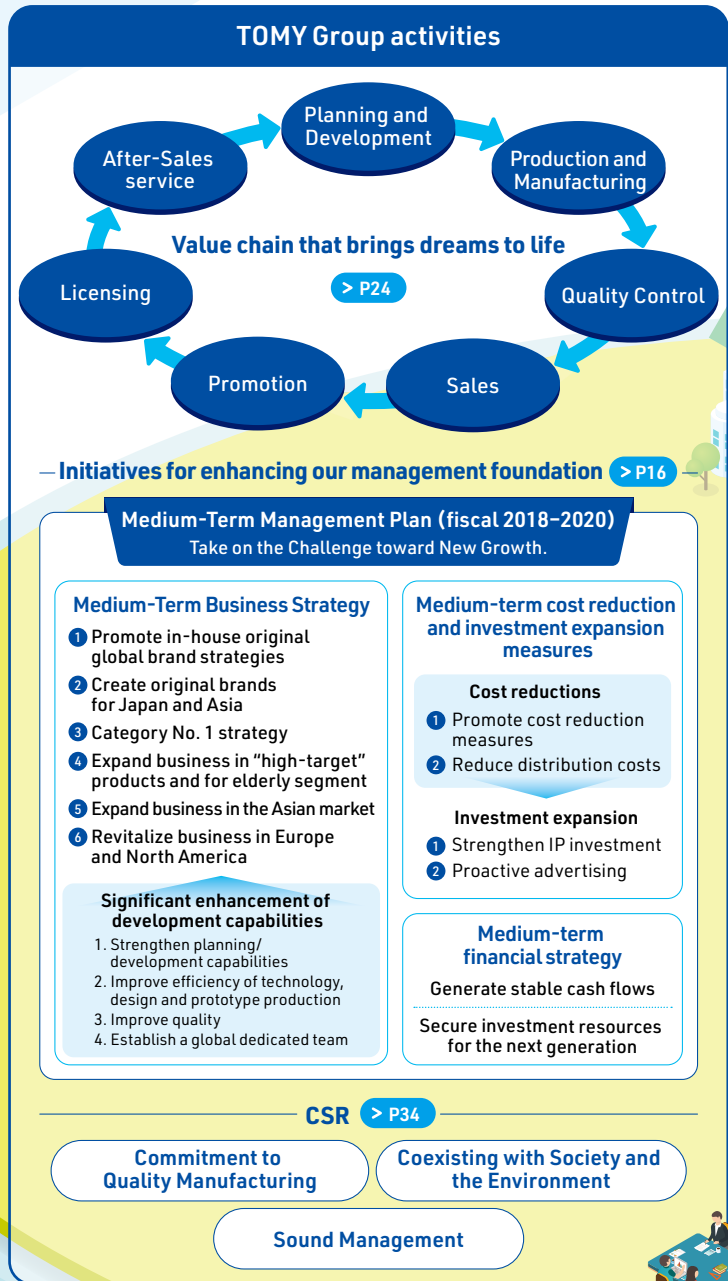 TOMY Group activities
Planning and
Development
Production and
Manufacturing
Quality Control
Sales
Promotion
Licensing
After-Sales
service
Value chain that brings dreams to life
> P24
Initiatives for enhancing our management foundation > P16
Medium-Term Management Plan (fiscal 2018–2020)
Take on the Challenge toward New Growth.
Medium-Term Business Strategy
1 Promote in-house original
global brand strategies
2 Create original brands
for Japan and Asia
3 Category No. 1 strategy
4 Expand business in “high-target”
products and for elderly segment
5 Expand business in the Asian market
6 Revitalize business in Europe
and North America
Significant enhancement of
development capabilities
1. Strengthen planning/
development capabilities
2. Improve efficiency of technology,
design and prototype production
3. Improve quality
4. Establish a global dedicated team
Medium-term cost reduction
and investment expansion
measures
Cost reductions
1 Promote cost reduction
measures
2 Reduce distribution costs
Investment expansion
1 Strengthen IP investment
2 Proactive advertising
Medium-term
financial strategy
Generate stable cash flows
Secure investment resources
for the next generation
CSR > P34
Commitment to
Quality Manufacturing
Coexisting with Society and
the Environment
Sound Management